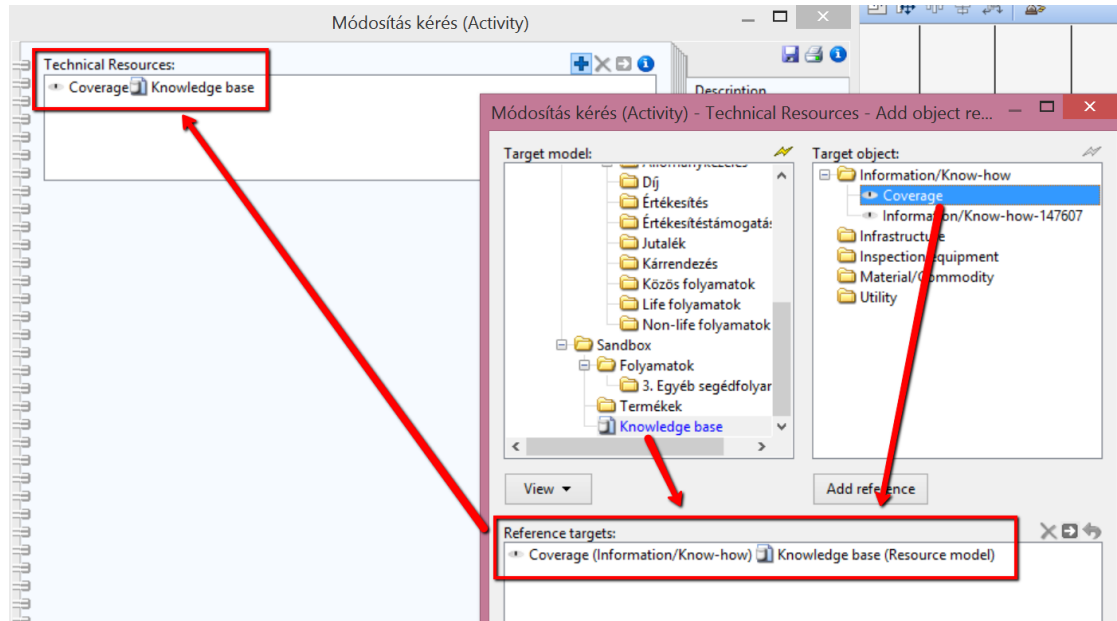 Módosítás kérés (Activity)
Technical Resources:
Coverage Knowledge base
Description
Módosítás kérés (Activity) - Technical Resources - Add object re...
Target model:
Díj
Értékesítés
Értékesítéstámogatás
Jutalék
Kárrendezés
Közös folyamatok
Life folyamatok
Non-life folyamatok
Sandbox
Folyamatok
3. Egyéb segédfolyar
Termékek
Knowledge base
View
Target object:
Information/Know-how
Coverage
Information/Know-how-147607
Infrastructure
Inspection equipment
Material/Commodity
Utility
Add reference
Reference targets:
Coverage (Information/Know-how) Knowledge base (Resource model)